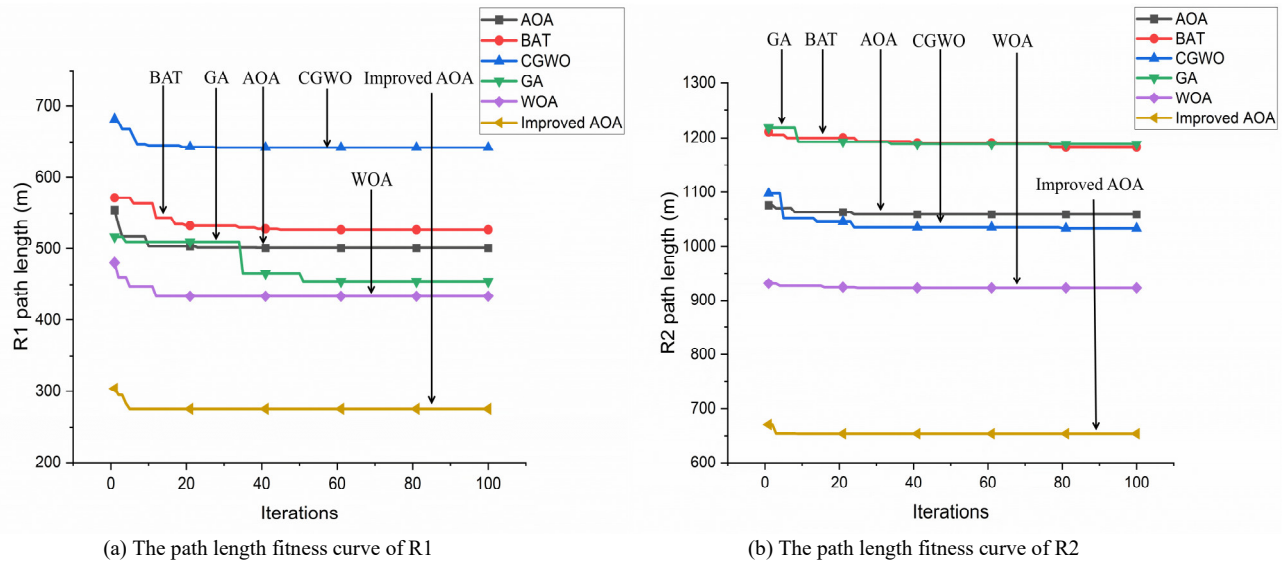 AOA
BAT
CGWO
GA
WOA
Improved AOA
BAT GA AOA CGWO Improved AOA
WOA
700
600
500
400
300
200
R1 path length (m)
0 20 40 60 80 100
Iterations
(a) The path length fitness curve of R1
AOA
BAT
CGWO
GA
WOA
Improved AOA
GA BAT AOA CGWO WOA
Improved AOA
1300
1200
1100
1000
900
800
700
600
R2 path length (m)
0 20 40 60 80 100
Iterations
(b) The path length fitness curve of R2